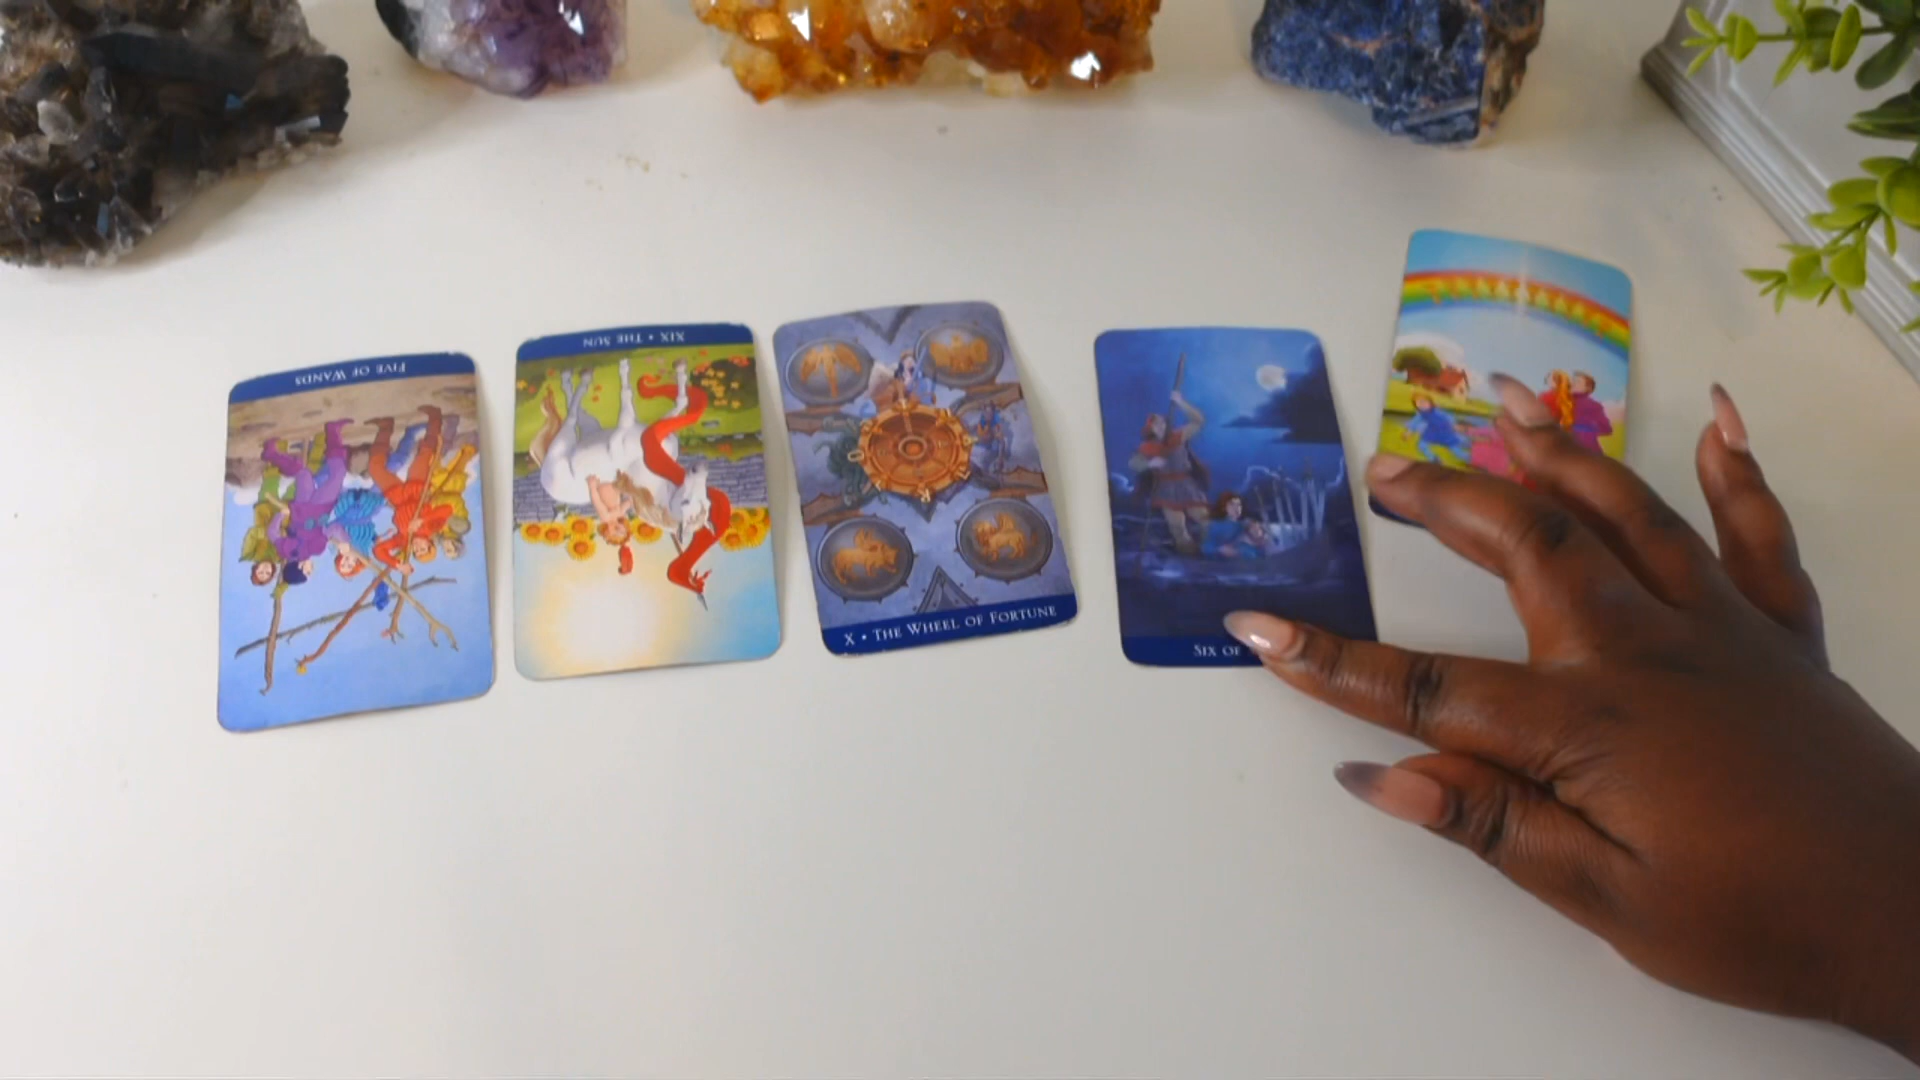 FIVE OF WANDS
XIX • THE SUN
X • THE WHEEL OF FORTUNE
SIX OF